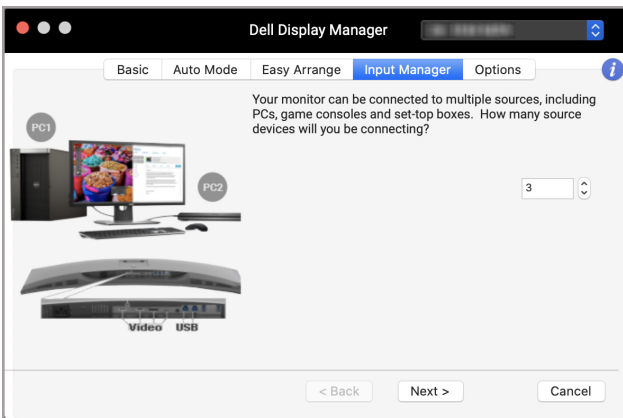 Dell Display Manager
Basic
Auto Mode
Easy Arrange
Input Manager
Options
i
Your monitor can be connected to multiple sources, including
PCs, game consoles and set-top boxes. How many source
devices will you be connecting?
PC1
PC2
3
Video
USB
< Back
Next >
Cancel